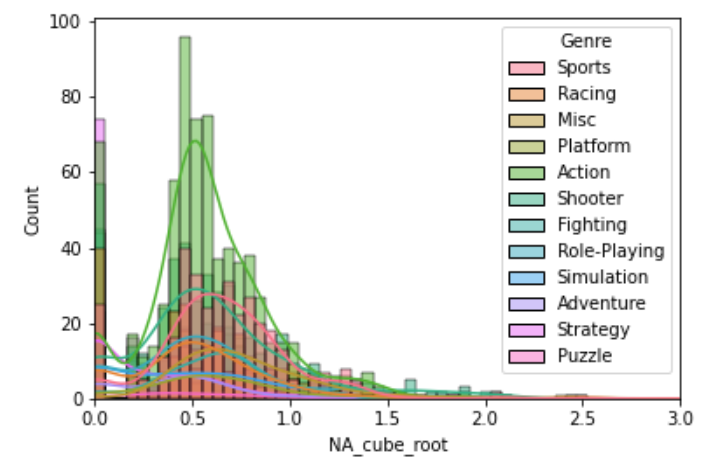 100
80
60
40
20
0
Count
0.0 0.5 1.0 1.5 2.0 2.5 3.0
NA_cube_root
Genre
Sports
Racing
Misc
Platform
Action
Shooter
Fighting
Role-Playing
Simulation
Adventure
Strategy
Puzzle